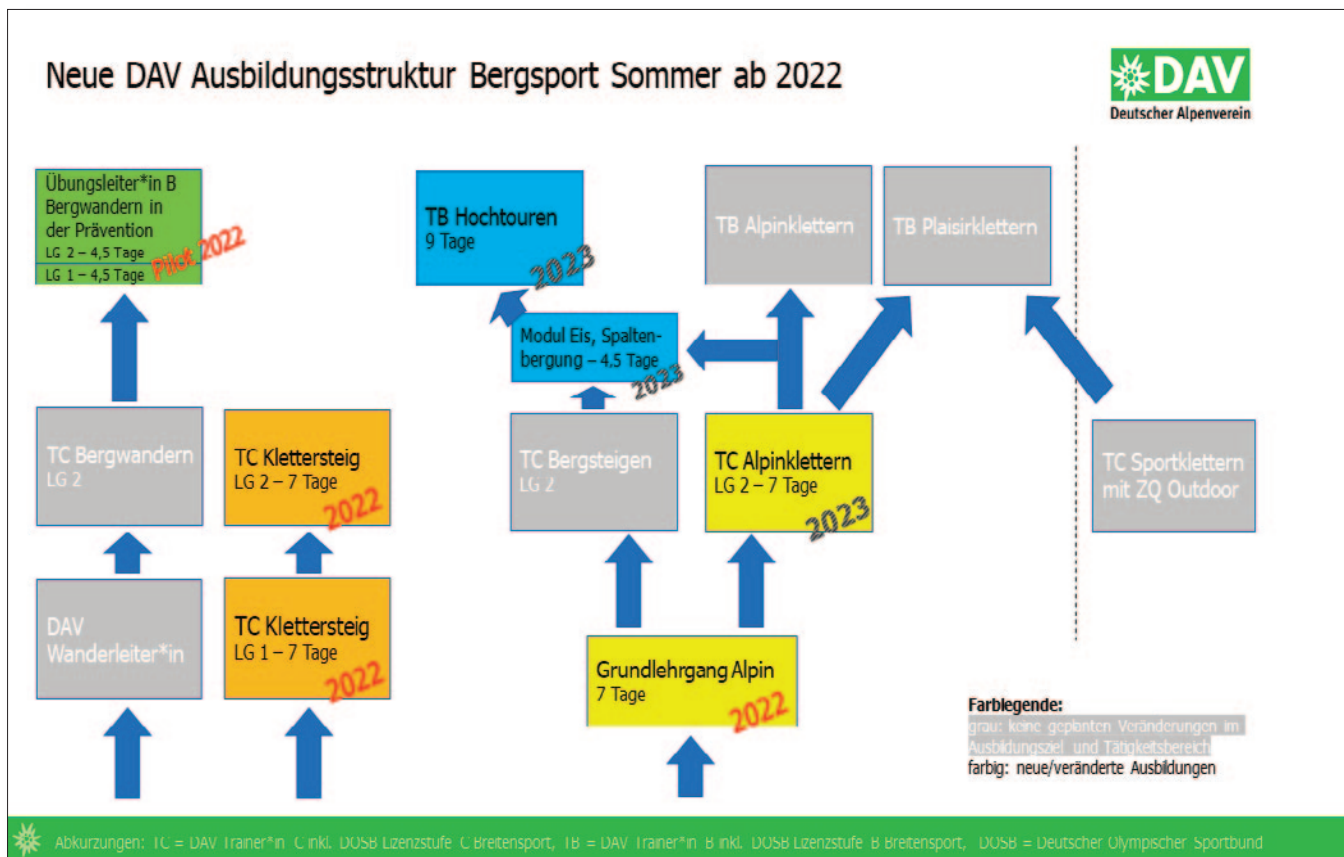 Neue DAV Ausbildungsstruktur Bergsport Sommer ab 2022
DAV
Deutscher Alpenverein
Übungsleiter*in B
Bergwandern in
der Prävention
LG 2 – 4,5 Tage
LG 1 – 4,5 Tage
Pilot 2022
TB Hochtouren
9 Tage
2023
TB Alpinklettern
TB Plaisirklettern
Modul Eis, Spalten-
bergung – 4,5 Tage
2023
TC Bergwandern
LG 2
TC Klettersteig
LG 2 – 7 Tage
2022
TC Bergsteigen
LG 2
TC Alpinklettern
LG 2 – 7 Tage
2023
TC Sportklettern
mit ZQ Outdoor
DAV
Wanderleiter*in
TC Klettersteig
LG 1 – 7 Tage
2022
Grundlehrgang Alpin
7 Tage
2022
Farblegende:
grau: keine geplanten Veränderungen im
Ausbildungsziel und Tätigkeitsbereich
farbig: neue/veränderte Ausbildungen
Abkürzungen: TC = DAV Trainer*in C inkl. DOSB Lizenzstufe C Breitensport, TB = DAV Trainer*in B inkl. DOSB Lizenzstufe B Breitensport, DOSB = Deutscher Olympischer Sportbund